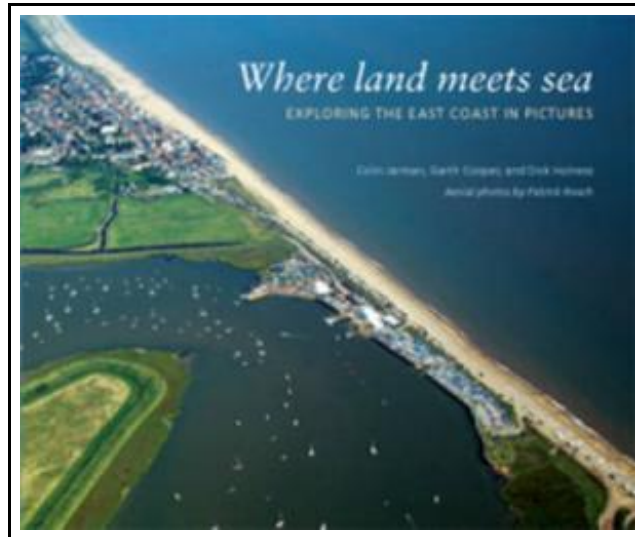 Where land meets sea
EXPLORING THE EAST COAST IN PICTURES
Colin Jarman, Garth Cooper, and Dick Holness
Aerial photos by Patrick Roach